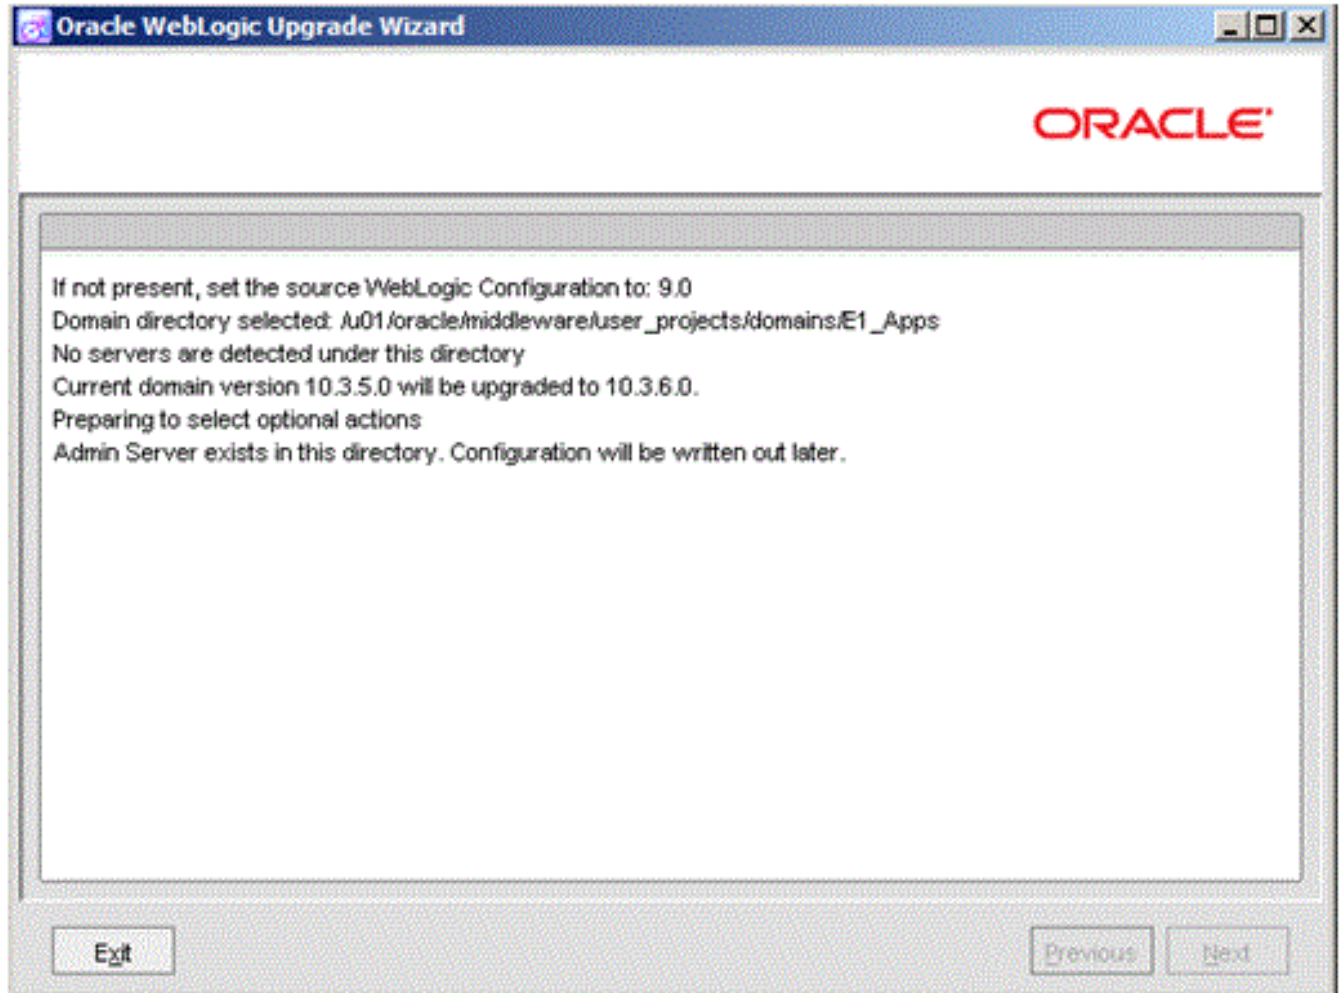 Oracle WebLogic Upgrade Wizard
ORACLE
If not present, set the source WebLogic Configuration to: 9.0
Domain directory selected: /u01/oracle/middleware/user_projects/domains/E1_Apps
No servers are detected under this directory
Current domain version 10.3.5.0 will be upgraded to 10.3.6.0.
Preparing to select optional actions
Admin Server exists in this directory. Configuration will be written out later.
Exit Previous Next